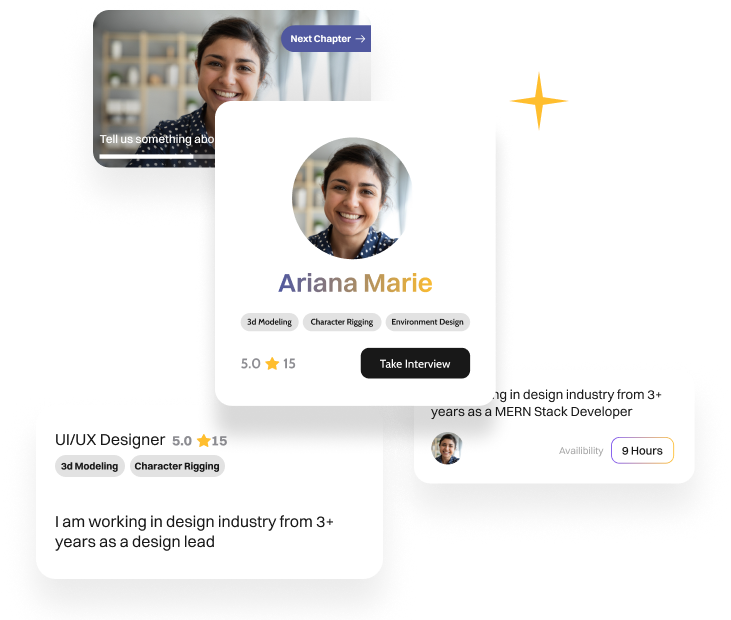 Next Chapter →
Tell us something abo
Ariana Marie
3d Modeling Character Rigging Environment Design
5.0 ★ 15 Take Interview
ng in design industry from 3+
years as a MERN Stack Developer
Availibility 9 Hours
UI/UX Designer 5.0 ★15
3d Modeling Character Rigging
I am working in design industry from 3+
years as a design lead